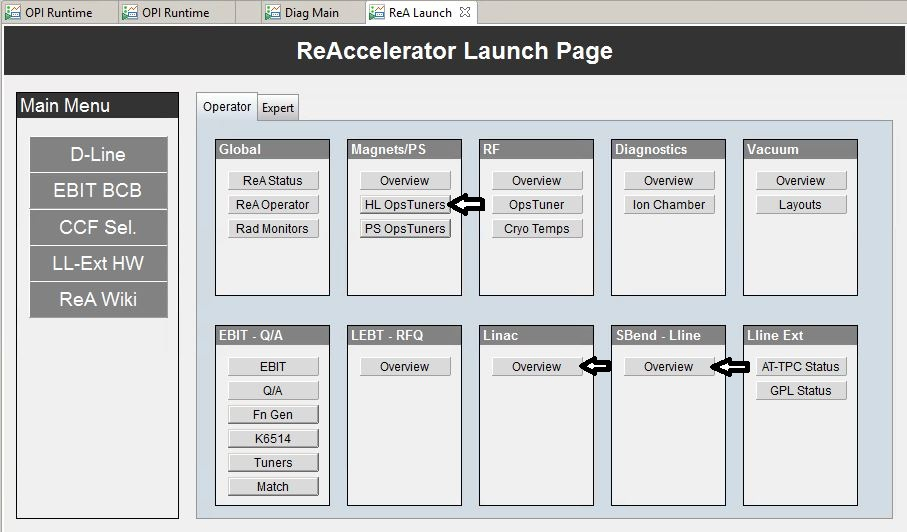 OPI Runtime
OPI Runtime
Diag Main
ReA Launch
ReAccelerator Launch Page
Main Menu
D-Line
EBIT BCB
CCF Sel.
LL-Ext HW
ReA Wiki
Operator
Expert
Global
ReA Status
ReA Operator
Rad Monitors
Magnets/PS
Overview
HL OpsTuners
PS OpsTuners
RF
Overview
OpsTuner
Cryo Temps
Diagnostics
Overview
Ion Chamber
Vacuum
Overview
Layouts
EBIT - Q/A
EBIT
Q/A
Fn Gen
K6514
Tuners
Match
LEBT - RFQ
Overview
Linac
Overview
SBend - Lline
Overview
Lline Ext
AT-TPC Status
GPL Status